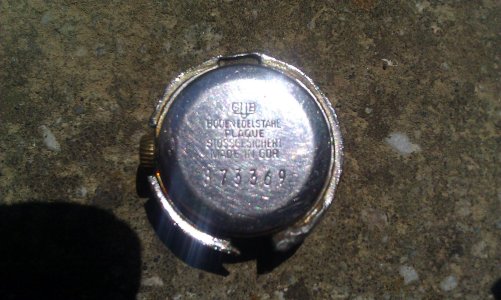 GUB
BODEN EDELSTAHL
PLAQUE
STOSSGESICHERT
MADE IN GDR
373369